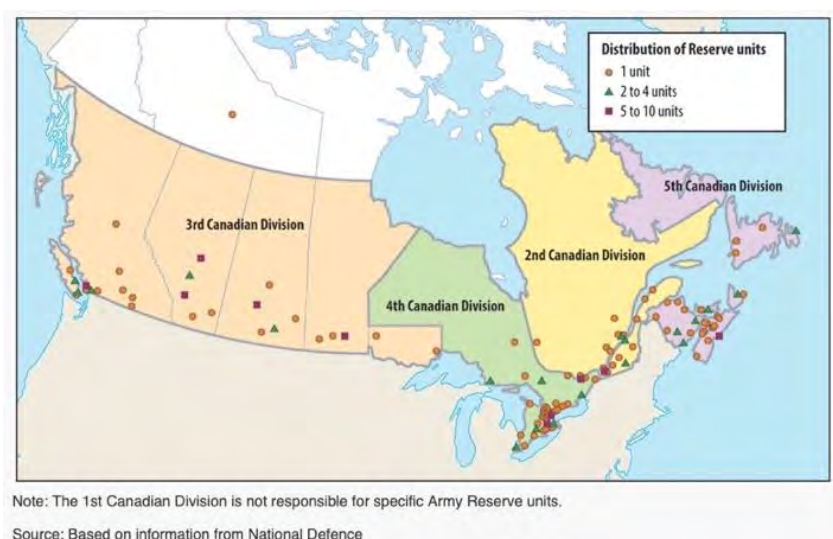 Distribution of Reserve units
1 unit
2 to 4 units
5 to 10 units
5th Canadian Division
3rd Canadian Division
2nd Canadian Division
4th Canadian Division
Note: The 1st Canadian Division is not responsible for specific Army Reserve units.
Source: Based on information from National Defence